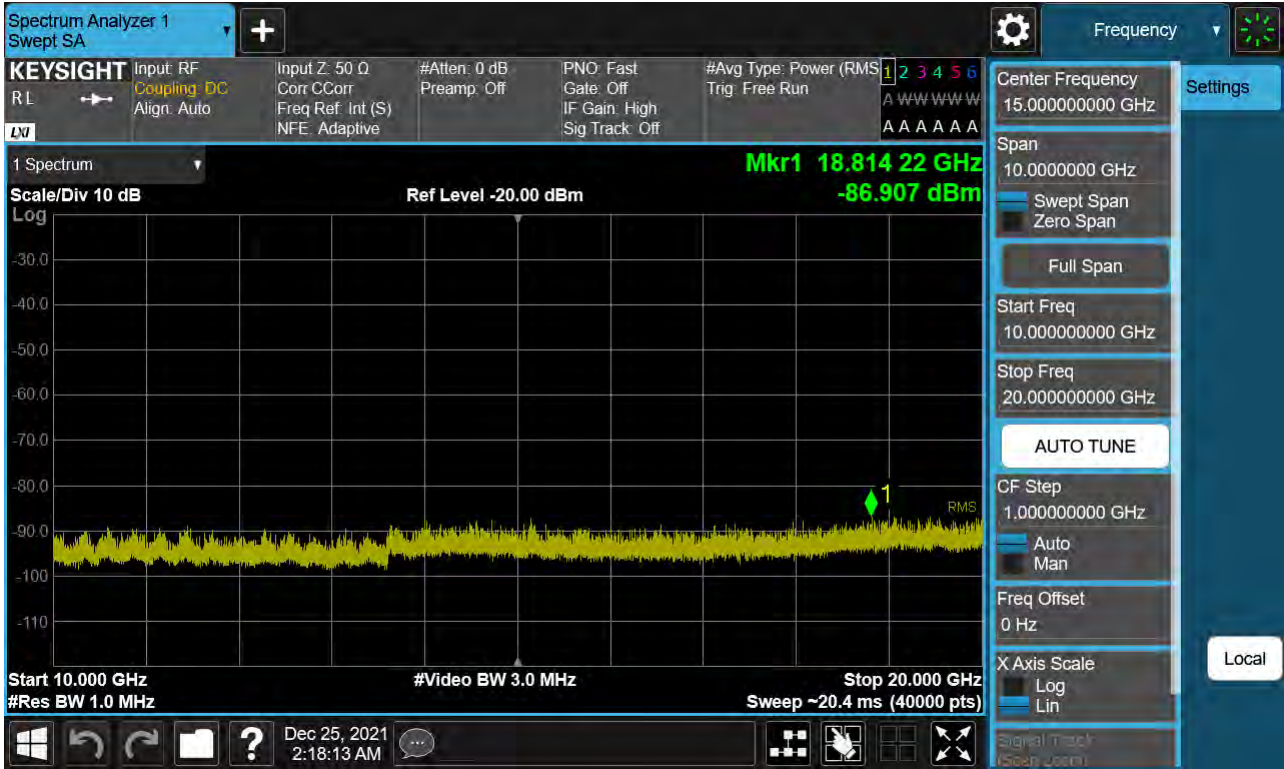 Spectrum Analyzer 1
Swept SA
Frequency
KEYSIGHT
R L
LXI
Input: RF
Coupling: DC
Align: Auto
Input Z: 50 Ω
Corr CCorr
Freq Ref: Int (S)
NFE: Adaptive
#Atten: 0 dB
Preamp: Off
PNO: Fast
Gate: Off
IF Gain: High
Sig Track: Off
#Avg Type: Power (RMS
Trig: Free Run
1 2 3 4 5 6
A W W W W W
A A A A A A
1 Spectrum
Scale/Div 10 dB
Log
Ref Level -20.00 dBm
Mkr1 18.814 22 GHz
-86.907 dBm
-30.0
-40.0
-50.0
-60.0
-70.0
-80.0
-90.0
-100
-110
1
RMS
Start 10.000 GHz
#Res BW 1.0 MHz
#Video BW 3.0 MHz
Stop 20.000 GHz
Sweep ~20.4 ms (40000 pts)
Dec 25, 2021
2:18:13 AM
Center Frequency
15.000000000 GHz
Settings
Span
10.0000000 GHz
Swept Span
Zero Span
Full Span
Start Freq
10.000000000 GHz
Stop Freq
20.000000000 GHz
AUTO TUNE
CF Step
1.000000000 GHz
Auto
Man
Freq Offset
0 Hz
X Axis Scale
Log
Lin
Local
Signal Track
(Span Zoom)